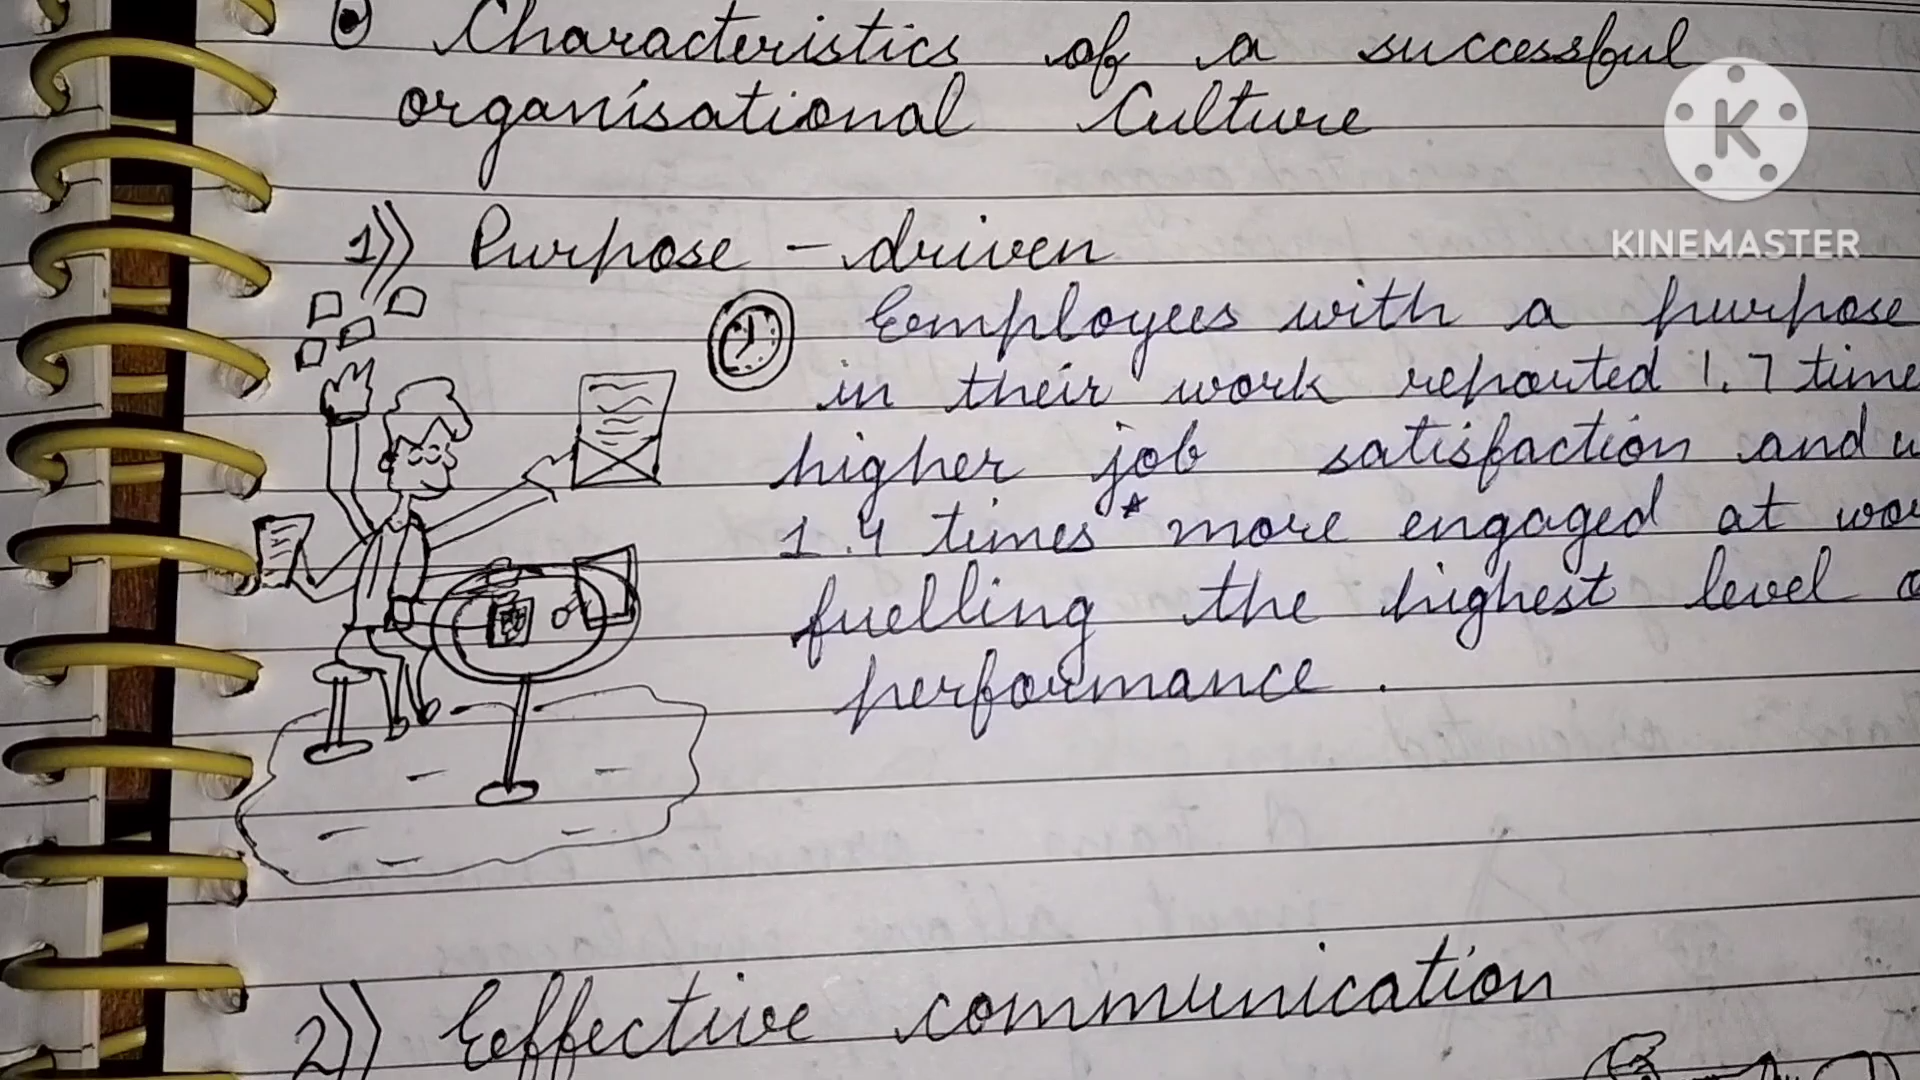 Characteristics of a successful
organisational Culture
K
KINEMASTER
1》 Purpose - driven
Employees with a purpose
in their work reported 1.7 time
higher job satisfaction and
1.4 times* more engaged at wor
fuelling the highest level o
performance.
2》 Effective communication